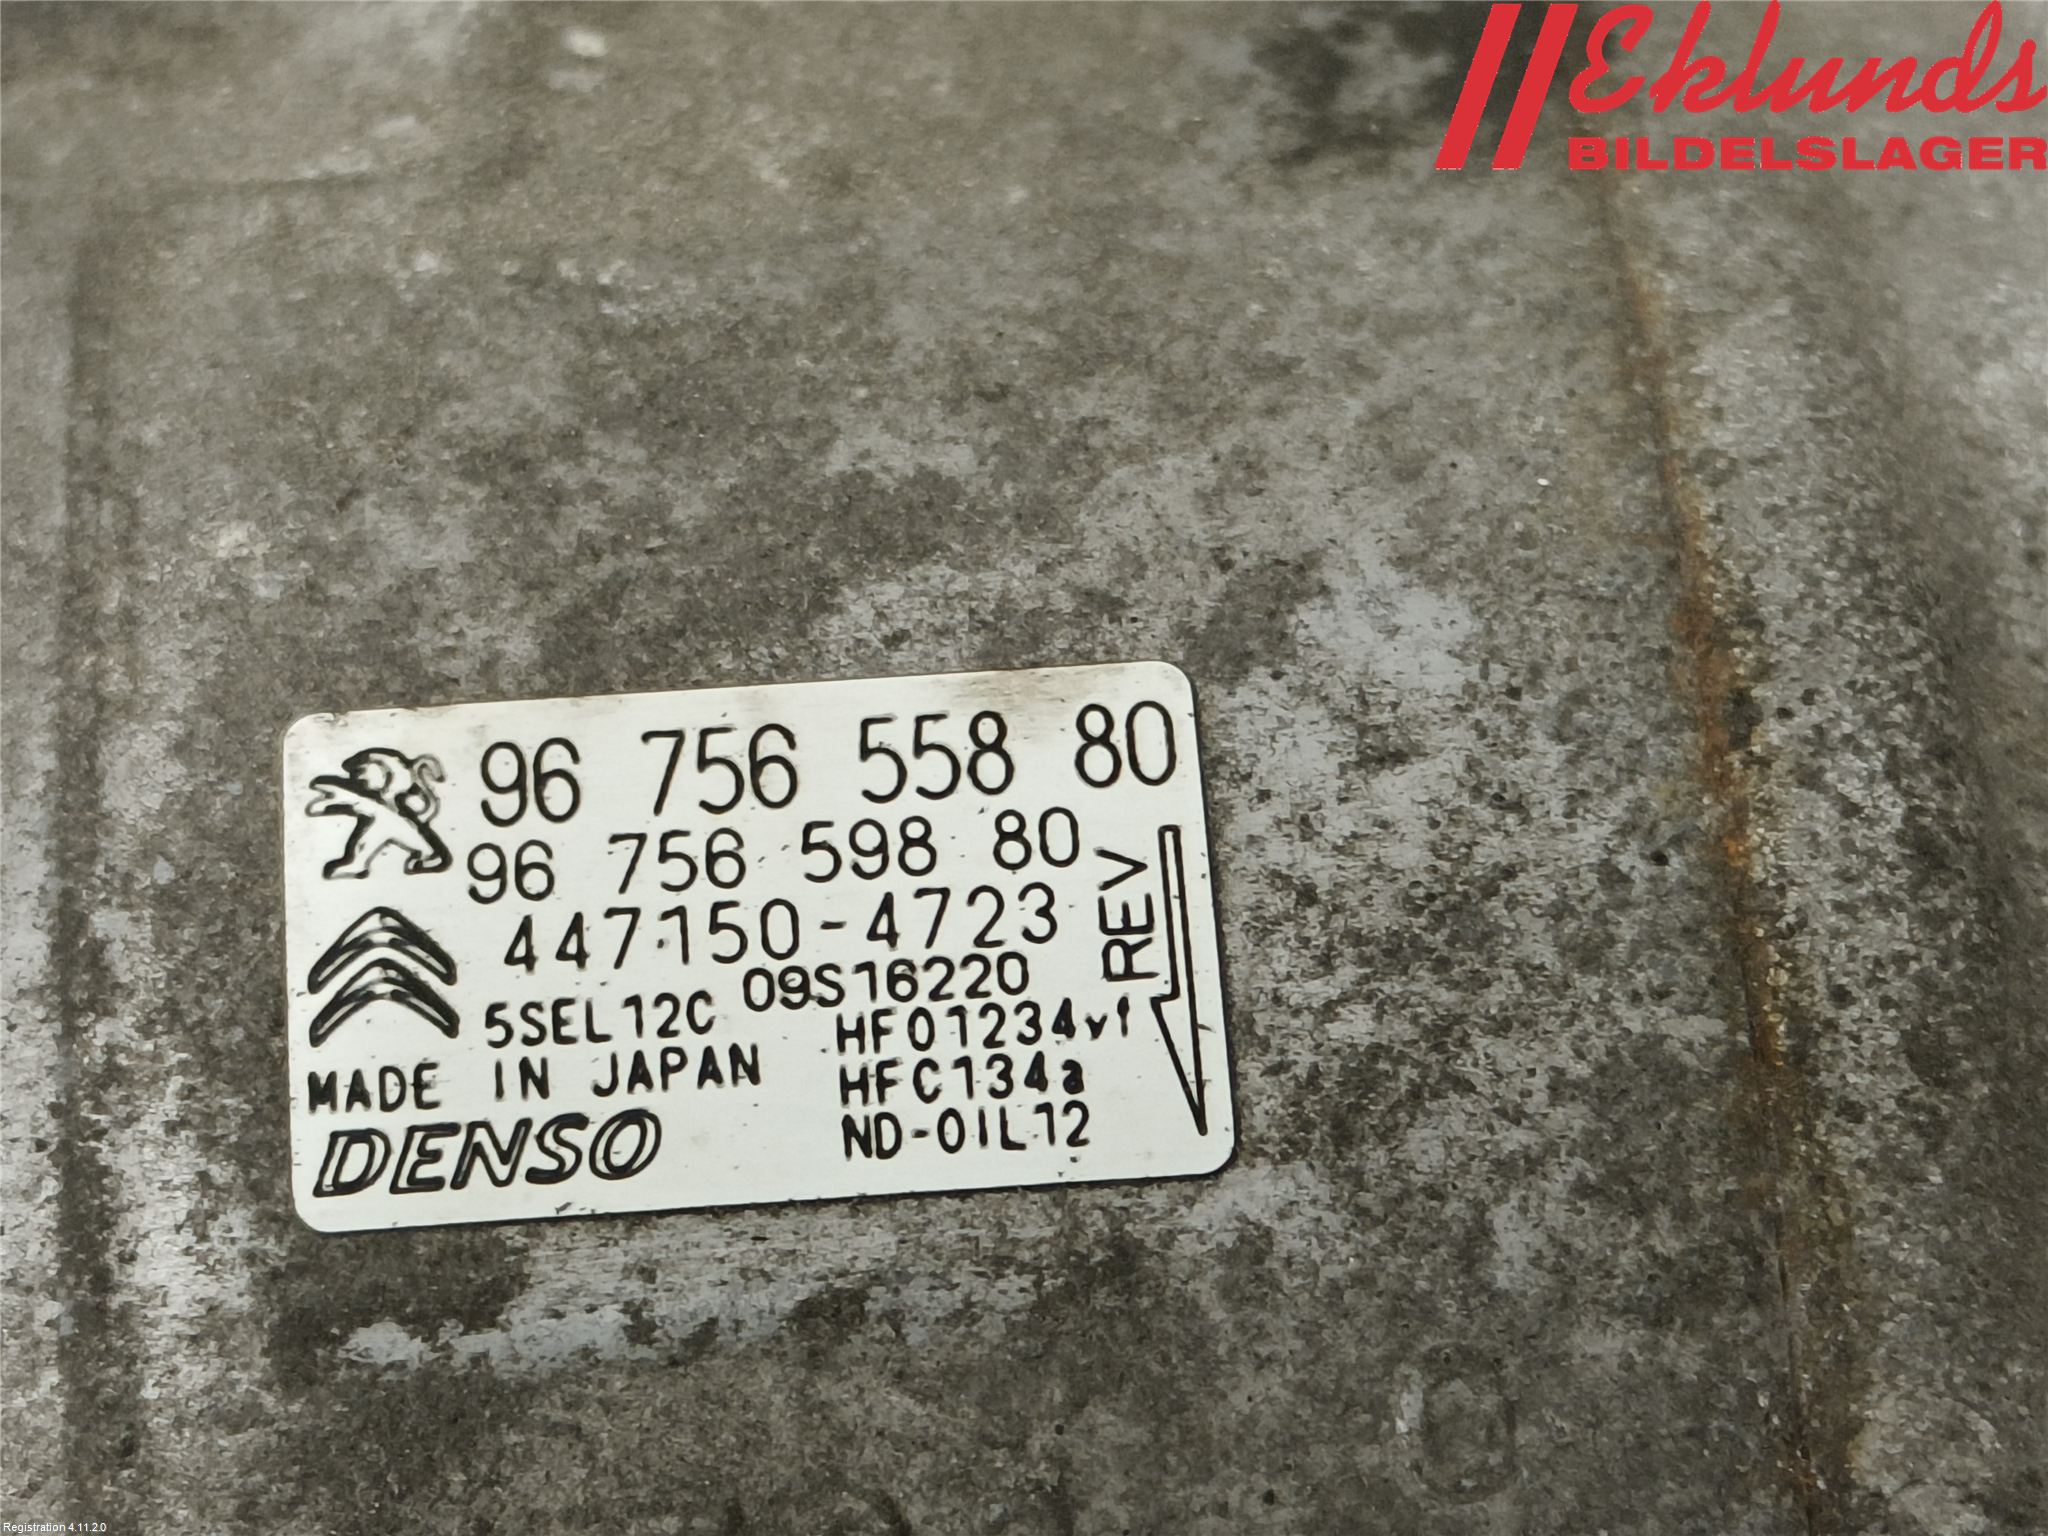 Eklunds
BILDELSLAGER
96 756 558 80
96 756 598 80
447150-4723
09S16220
5SEL12C
HFO1234yf
MADE IN JAPAN
HFC134a
DENSO
ND-OIL12
REV
Registration 4.11.2.0